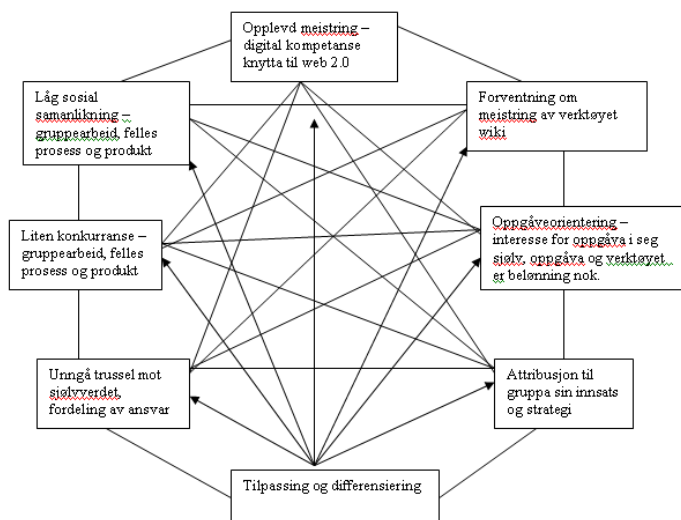 Opplevd meistring –
digital kompetanse
knytta til web 2.0
Låg sosial
samanlikning –
gruppearbeid, felles
prosess og produkt
Forventning om
meistring av verktøyet
wiki
Liten konkurranse –
gruppearbeid, felles
prosess og produkt
Oppgåveorientering –
interesse for oppgåva i seg
sjølv, oppgåva og verktøyet
er belønning nok.
Unngå trussel mot
sjølvverdet,
fordeling av ansvar
Attribusjon til
gruppa sin innsats
og strategi
Tilpassing og differensiering